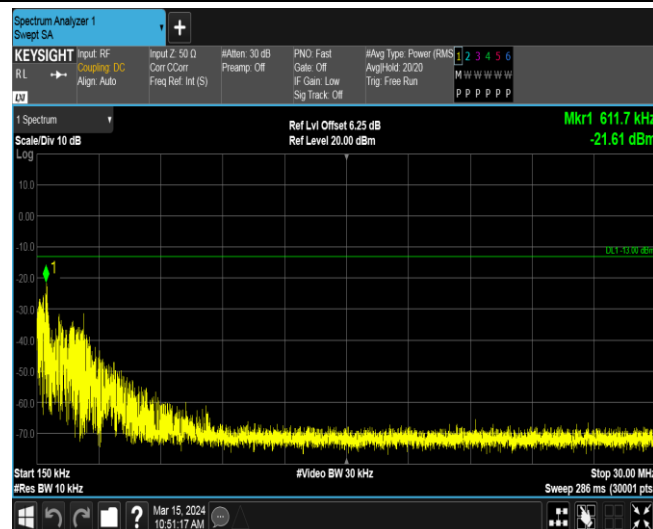 Spectrum Analyzer 1
Swept SA
+
KEYSIGHT
RL
LXI
Input: RF
Coupling: DC
Align: Auto
Input Z: 50 Ω
Corr CCorr
Freq Ref: Int (S)
#Atten: 30 dB
Preamp: Off
PNO: Fast
Gate: Off
IF Gain: Low
Sig Track: Off
#Avg Type: Power (RMS
Avg|Hold: 20/20
Trig: Free Run
1 2 3 4 5 6
M W W W W W
P P P P P P
1 Spectrum
Scale/Div 10 dB
Ref Lvl Offset 6.25 dB
Ref Level 20.00 dBm
Mkr1 611.7 kHz
-21.61 dBm
Log
10.0
0.00
-10.0
DL1 -13.00 dBm
1
-20.0
-30.0
-40.0
-50.0
-60.0
-70.0
Start 150 kHz
#Video BW 30 kHz
Stop 30.00 MHz
#Res BW 10 kHz
Sweep 286 ms (30001 pts
?
Mar 15, 2024
10:51:17 AM